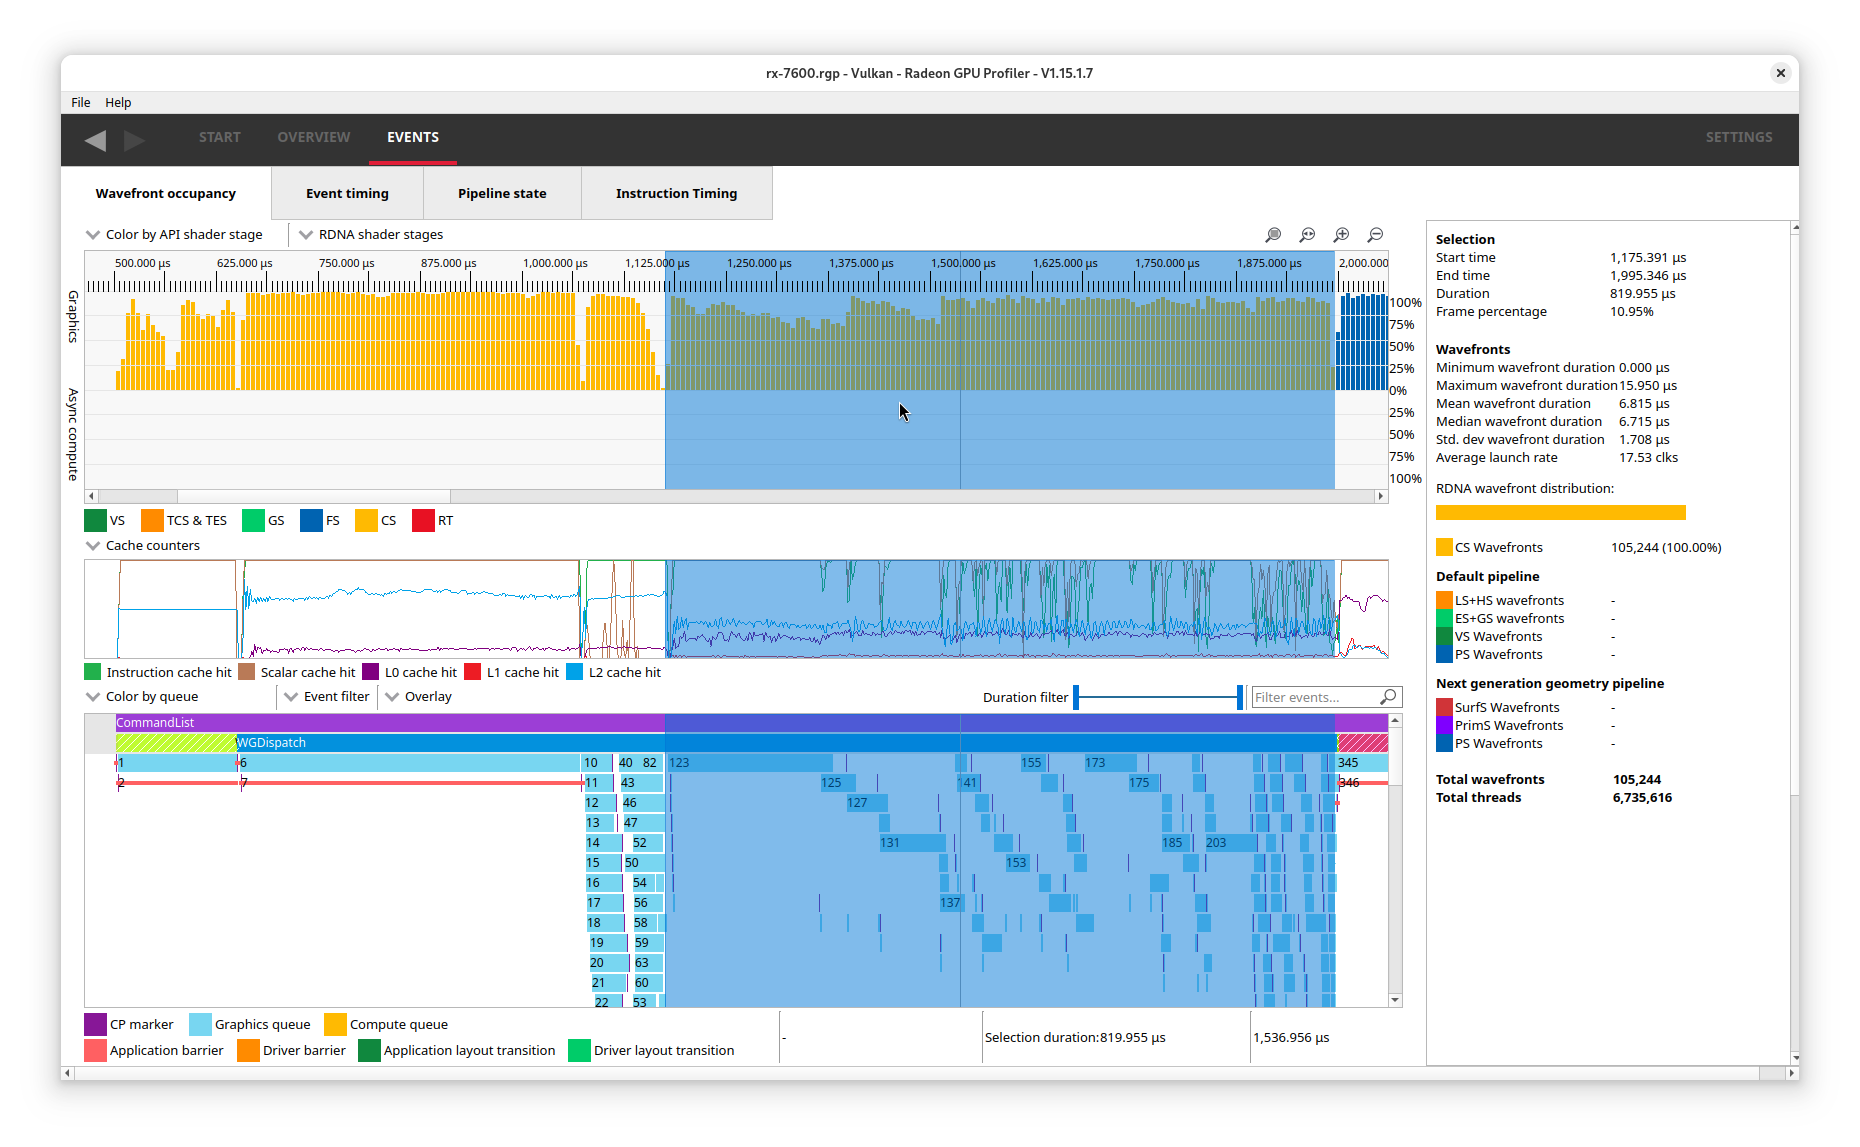 rx-7600.rgp - Vulkan - Radeon GPU Profiler - V1.15.1.7
File Help
START OVERVIEW EVENTS SETTINGS
Wavefront occupancy Event timing Pipeline state Instruction Timing
Color by API shader stage RDNA shader stages
500.000 µs 625.000 µs 750.000 µs 875.000 µs 1,000.000 µs 1,125.000 µs 1,250.000 µs 1,375.000 µs 1,500.000 µs 1,625.000 µs 1,750.000 µs 1,875.000 µs 2,000.000
Graphics
100%
75%
50%
25%
0%
Async compute
25%
50%
75%
100%
VS TCS & TES GS FS CS RT
Cache counters
Instruction cache hit Scalar cache hit L0 cache hit L1 cache hit L2 cache hit
Color by queue Event filter Overlay Duration filter Filter events...
CommandList
WGDispatch
1 6 10 40 82 123 155 173 345
2 7 11 43 125 141 175 346
12 46 127
13 47
14 52 131 185 203
15 50 153
16 54
17 56 137
18 58
19 59
20 63
21 60
22 53
CP marker Graphics queue Compute queue
- Selection duration:819.955 µs 1,536.956 µs
Application barrier Driver barrier Application layout transition Driver layout transition
Selection
Start time 1,175.391 µs
End time 1,995.346 µs
Duration 819.955 µs
Frame percentage 10.95%
Wavefronts
Minimum wavefront duration 0.000 µs
Maximum wavefront duration 15.950 µs
Mean wavefront duration 6.815 µs
Median wavefront duration 6.715 µs
Std. dev wavefront duration 1.708 µs
Average launch rate 17.53 clks
RDNA wavefront distribution:
CS Wavefronts 105,244 (100.00%)
Default pipeline
LS+HS wavefronts -
ES+GS wavefronts -
VS Wavefronts -
PS Wavefronts -
Next generation geometry pipeline
SurfS Wavefronts -
PrimS Wavefronts -
PS Wavefronts -
Total wavefronts 105,244
Total threads 6,735,616